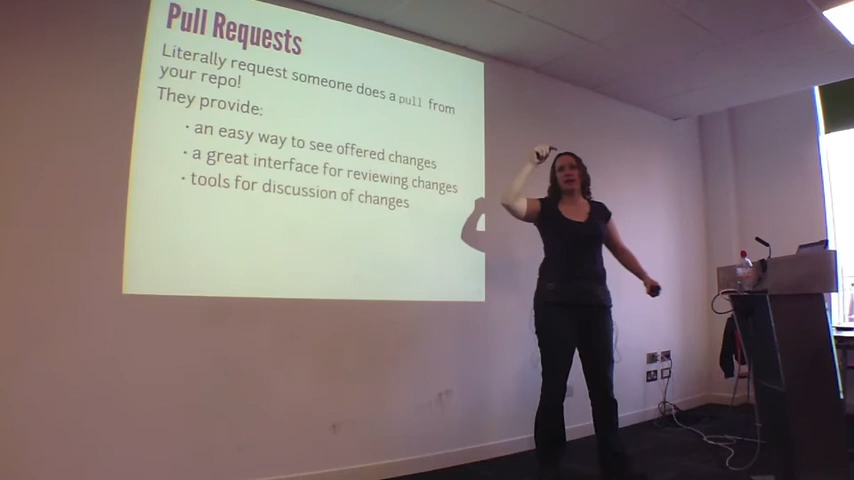 Pull Requests
Literally request someone does a pull from
your repo!
They provide:
· an easy way to see offered changes
· a great interface for reviewing changes
· tools for discussion of changes